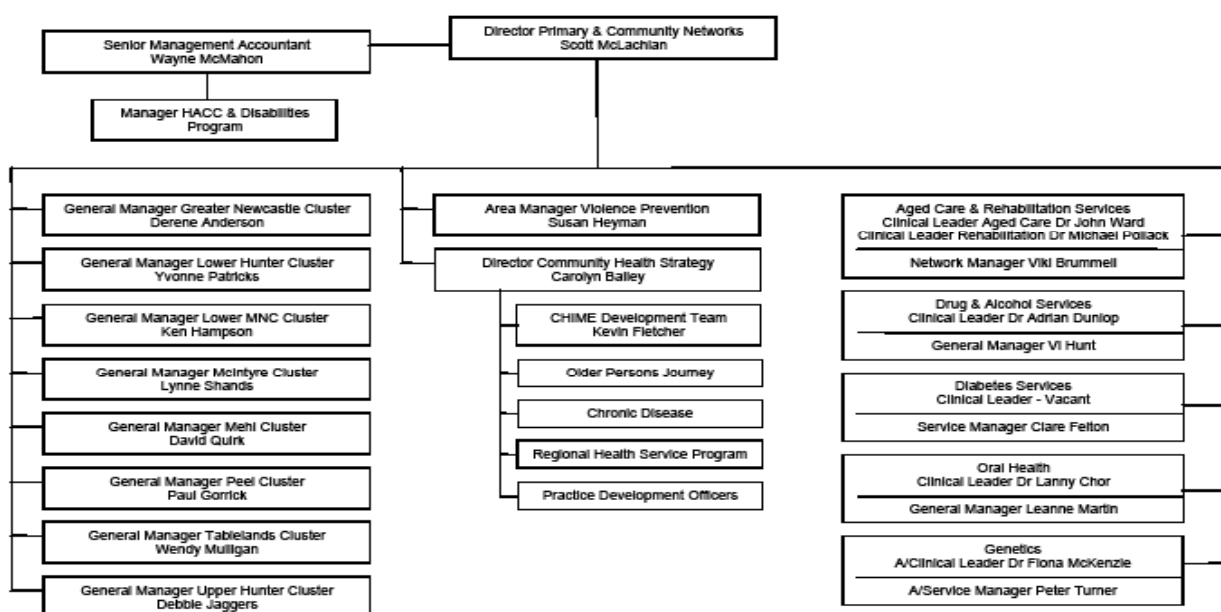 Director Primary & Community Networks
Scott McLachlan
Senior Management Accountant
Wayne McMahon
Manager HACC & Disabilities
Program
General Manager Greater Newcastle Cluster
Derene Anderson
General Manager Lower Hunter Cluster
Yvonne Patricks
General Manager Lower MNC Cluster
Ken Hampson
General Manager McIntyre Cluster
Lynne Shands
General Manager Mehi Cluster
David Quirk
General Manager Peel Cluster
Paul Gorrick
General Manager Tablelands Cluster
Wendy Mulligan
General Manager Upper Hunter Cluster
Debbie Jaggers
Area Manager Violence Prevention
Susan Heyman
Director Community Health Strategy
Carolyn Bailey
CHIME Development Team
Kevin Fletcher
Older Persons Journey
Chronic Disease
Regional Health Service Program
Practice Development Officers
Aged Care & Rehabilitation Services
Clinical Leader Aged Care Dr John Ward
Clinical Leader Rehabilitation Dr Michael Pollack
Network Manager Viki Brummell
Drug & Alcohol Services
Clinical Leader Dr Adrian Dunlop
General Manager Vi Hunt
Diabetes Services
Clinical Leader - Vacant
Service Manager Clare Felton
Oral Health
Clinical Leader Dr Lanny Chor
General Manager Leanne Martin
Genetics
A/Clinical Leader Dr Fiona McKenzie
A/Service Manager Peter Turner